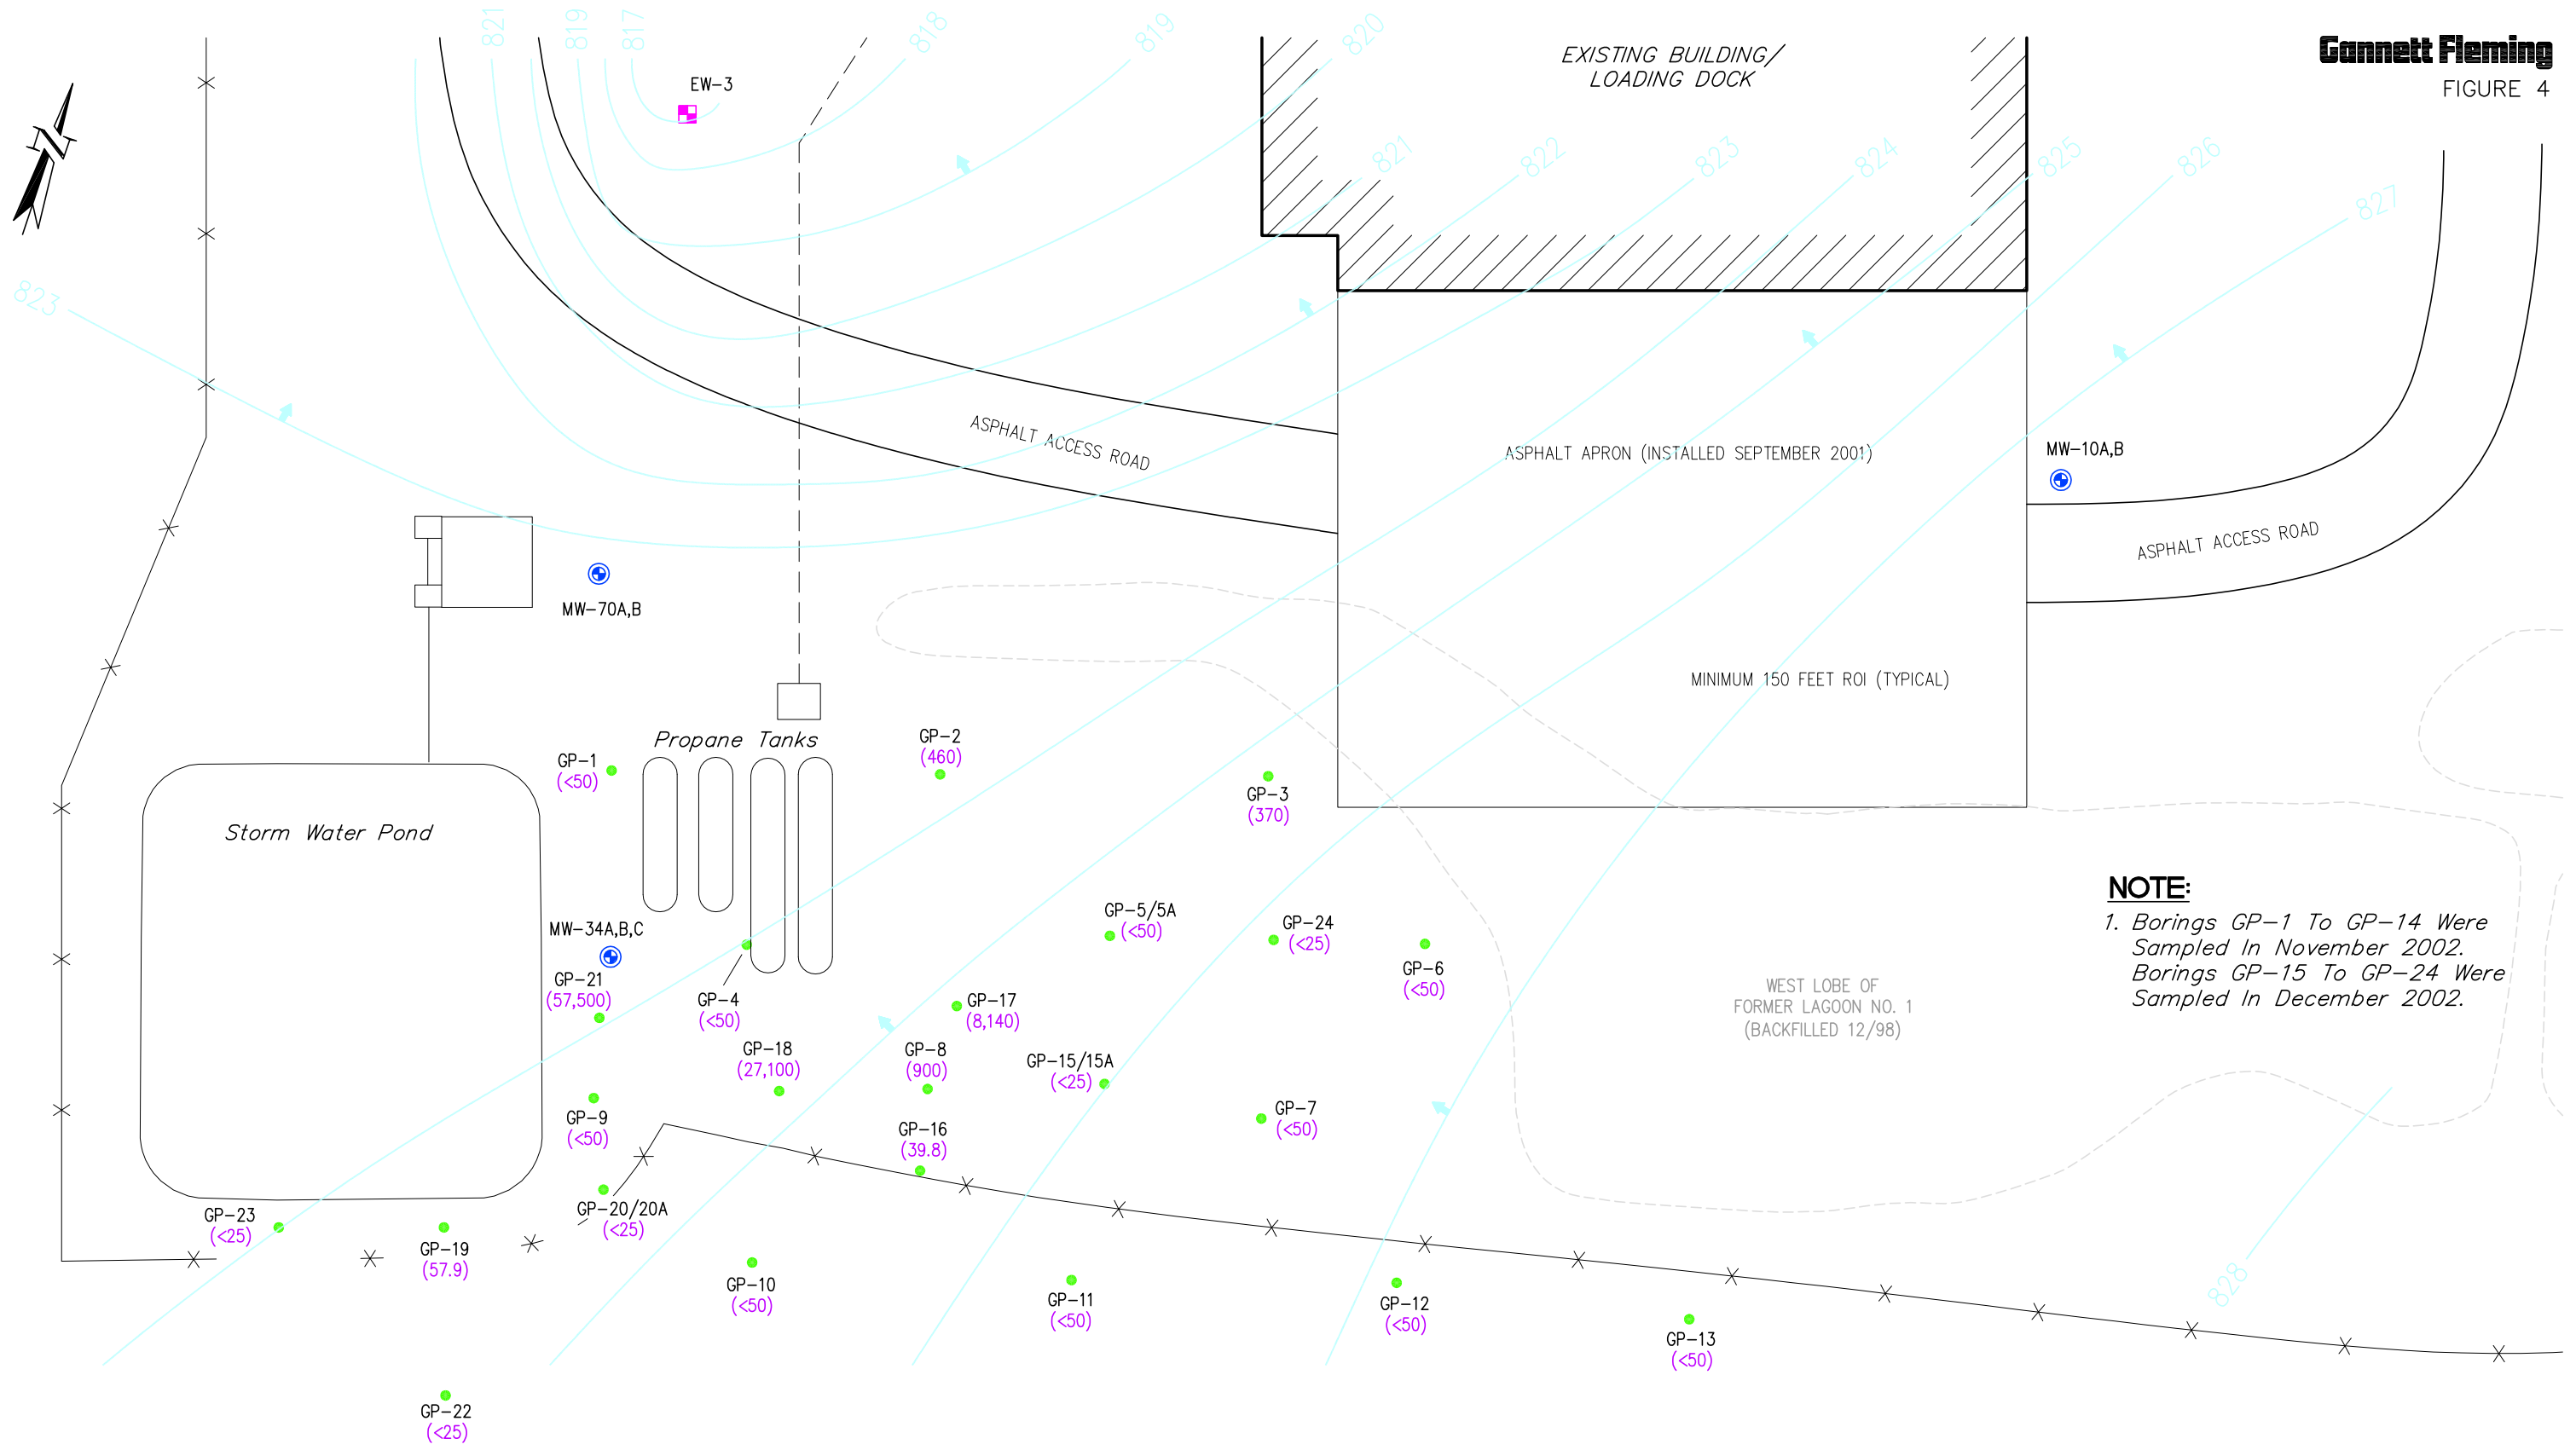 821
819
817
818
819
820
EXISTING BUILDING/
LOADING DOCK
Gannett Fleming
FIGURE 4
EW-3
N
821
822
823
824
825
826
827
823
ASPHALT ACCESS ROAD
ASPHALT APRON (INSTALLED SEPTEMBER 2001)
MW-10A,B
ASPHALT ACCESS ROAD
MW-70A,B
MINIMUM 150 FEET ROI (TYPICAL)
Propane Tanks
GP-1
(<50)
GP-2
(460)
GP-3
(370)
Storm Water Pond
NOTE:
1. Borings GP-1 To GP-14 Were
Sampled In November 2002.
Borings GP-15 To GP-24 Were
Sampled In December 2002.
MW-34A,B,C
GP-21
(57,500)
GP-4
(<50)
GP-5/5A
(<50)
GP-24
(<25)
GP-6
(<50)
WEST LOBE OF
FORMER LAGOON NO. 1
(BACKFILLED 12/98)
GP-17
(8,140)
GP-18
(27,100)
GP-8
(900)
GP-15/15A
(<25)
GP-9
(<50)
GP-16
(39.8)
GP-7
(<50)
GP-23
(<25)
GP-19
(57.9)
GP-20/20A
(<25)
GP-10
(<50)
GP-11
(<50)
GP-12
(<50)
GP-13
(<50)
828
GP-22
(<25)